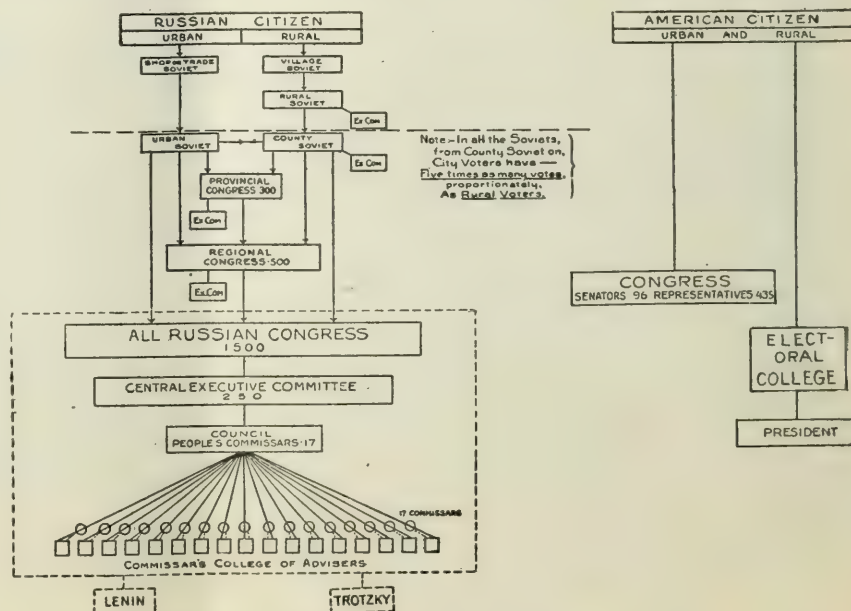 RUSSIAN CITIZEN
URBAN RURAL
SHOP OR TRADE
SOVIET
VILLAGE
SOVIET
RURAL
SOVIET
Ex Com
URBAN
SOVIET
COUNTY
SOVIET
Ex Com
Note:- In all the Soviets,
from County Soviet on,
City Voters have —
Five times as many votes,
proportionately,
As Rural Voters.
PROVINCIAL
CONGRESS 300
Ex Com
REGIONAL
CONGRESS-500
Ex.Com
ALL RUSSIAN CONGRESS
1500
CENTRAL EXECUTIVE COMMITTEE
250
COUNCIL
PEOPLES COMMISSARS-17
17 COMMISSARS
COMMISSAR'S COLLEGE OF ADVISERS
LENIN
TROTZKY
AMERICAN CITIZEN
URBAN AND RURAL
CONGRESS
SENATORS 96 REPRESENTATIVES 435
ELECT-
ORAL
COLLEGE
PRESIDENT